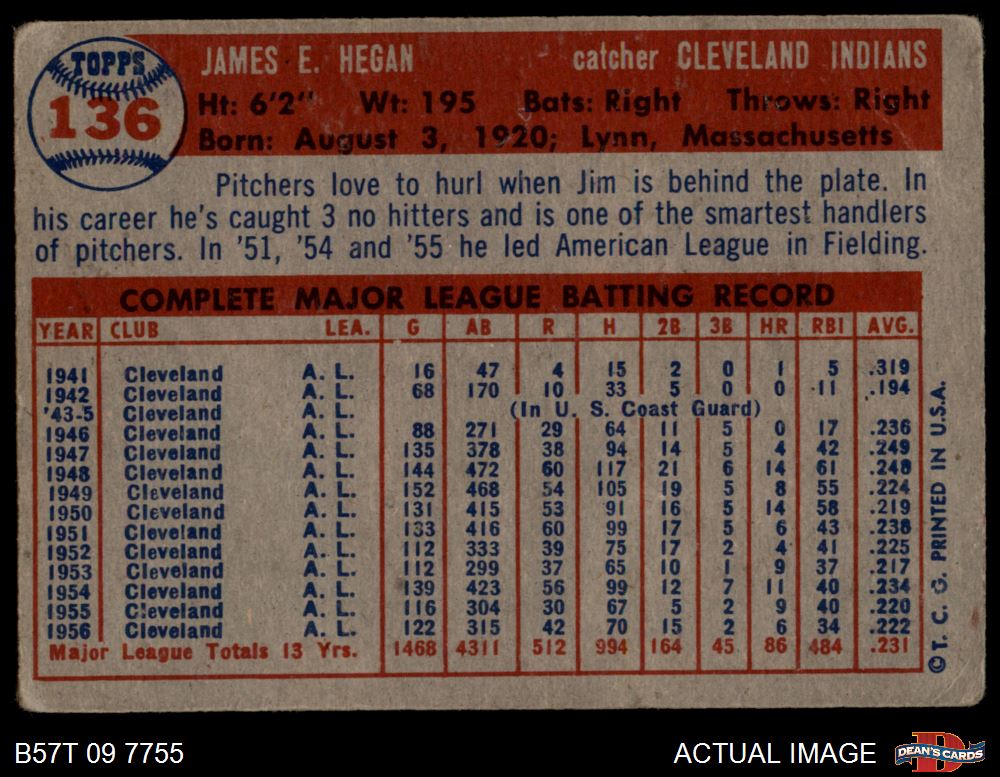 TOPPS
136
JAMES E. HEGAN catcher CLEVELAND INDIANS
Ht: 6'2" Wt: 195 Bats: Right Throws: Right
Born: August 3, 1920; Lynn, Massachusetts
Pitchers love to hurl when Jim is behind the plate. In
his career he's caught 3 no hitters and is one of the smartest handlers
of pitchers. In '51, '54 and '55 he led American League in Fielding.
COMPLETE MAJOR LEAGUE BATTING RECORD
YEAR CLUB LEA. G AB R H 2B 3B HR RBI AVG.
1941 Cleveland A. L. 16 47 4 15 2 0 1 5 .319
1942 Cleveland A. L. 68 170 10 33 5 0 0 11 .194
'43-5 Cleveland A. L. (In U. S. Coast Guard)
1946 Cleveland A. L. 88 271 29 64 11 5 0 17 .236
1947 Cleveland A. L. 135 378 38 94 14 5 4 42 .249
1948 Cleveland A. L. 144 472 60 117 21 6 14 61 .248
1949 Cleveland A. L. 152 468 54 105 19 5 8 55 .224
1950 Cleveland A. L. 131 415 53 91 16 5 14 58 .219
1951 Cleveland A. L. 133 416 60 99 17 5 6 43 .238
1952 Cleveland A. L. 112 333 39 75 17 2 4 41 .225
1953 Cleveland A. L. 112 299 37 65 10 1 9 37 .217
1954 Cleveland A. L. 139 423 56 99 12 7 11 40 .234
1955 Cleveland A. L. 116 304 30 67 5 2 9 40 .220
1956 Cleveland A. L. 122 315 42 70 15 2 6 34 .222
Major League Totals 13 Yrs. 1468 4311 512 994 164 45 86 484 .231
©T. C. G. PRINTED IN U.S.A.
B57T 09 7755 ACTUAL IMAGE
DEAN'S CARDS